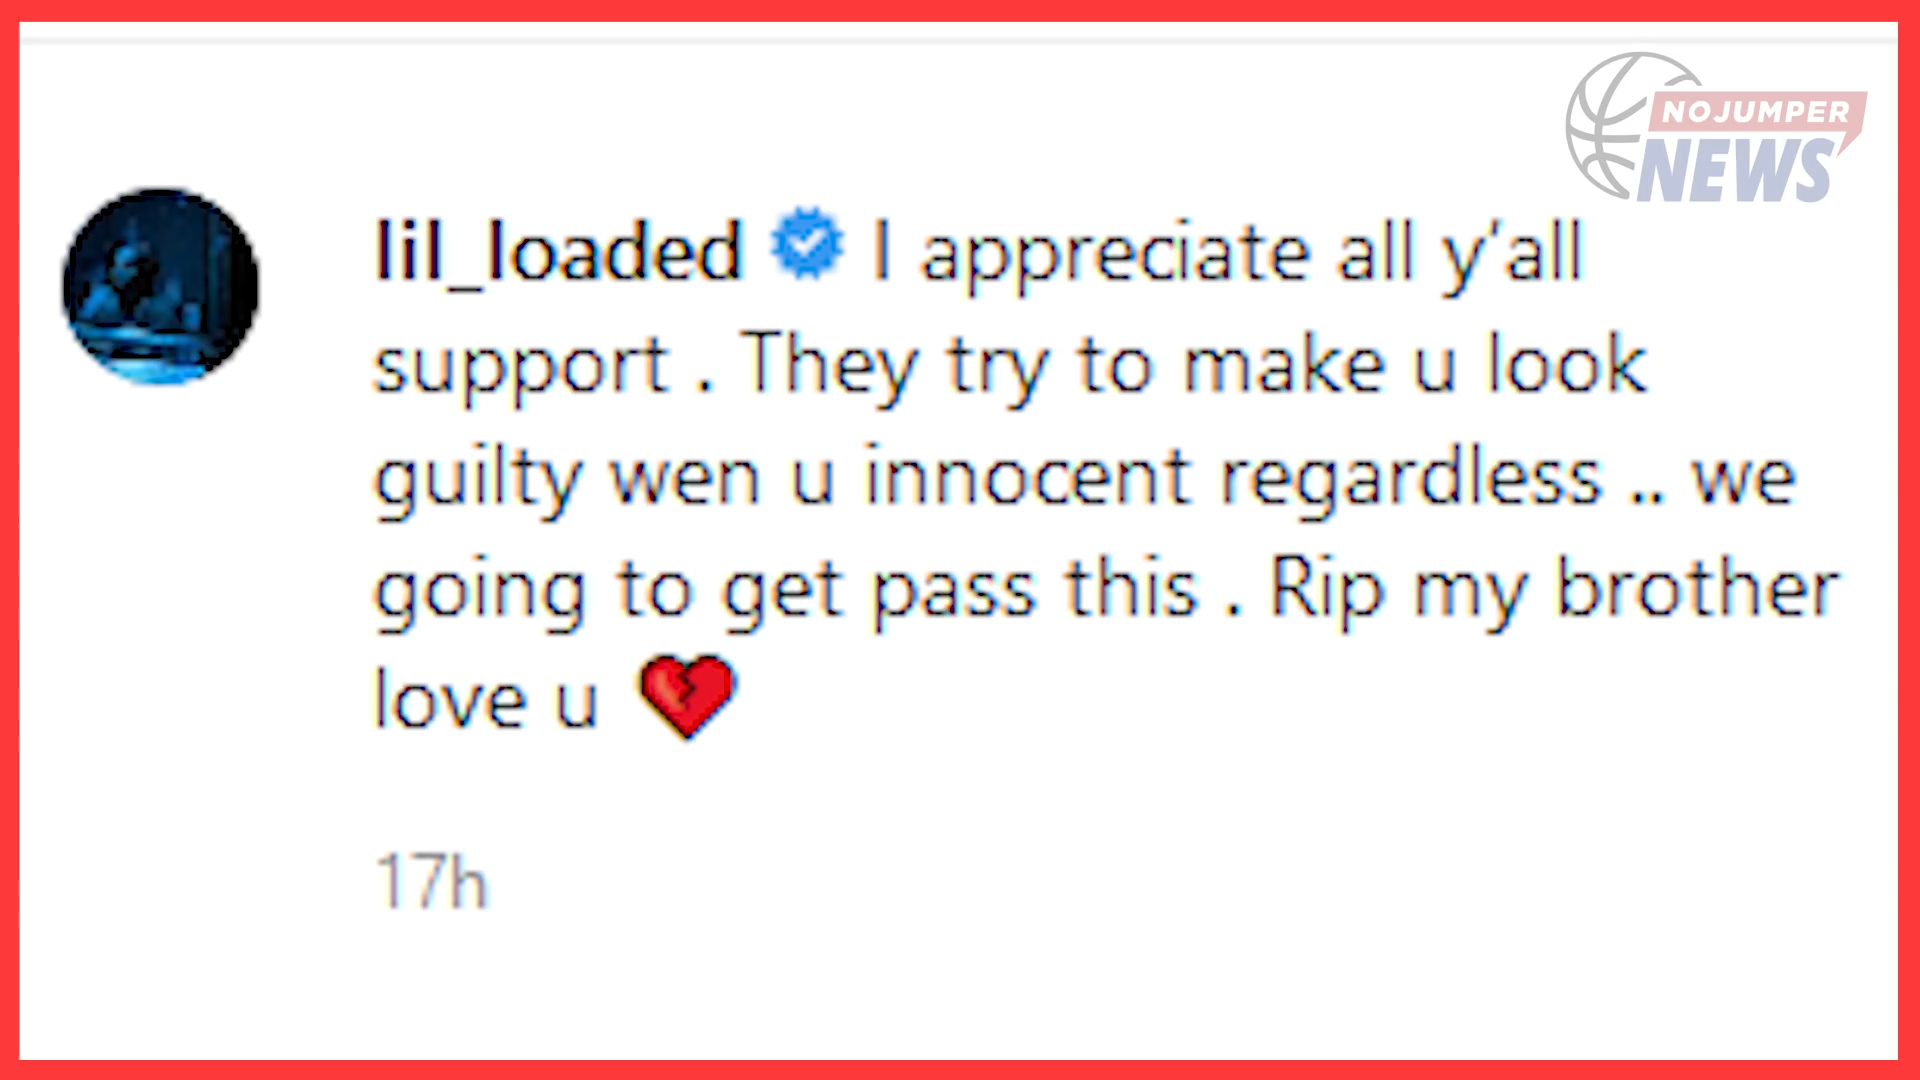 NOJUMPER
NEWS
lil_loaded I appreciate all y’all
support . They try to make u look
guilty wen u innocent regardless .. we
going to get pass this . Rip my brother
love u 💔
17h